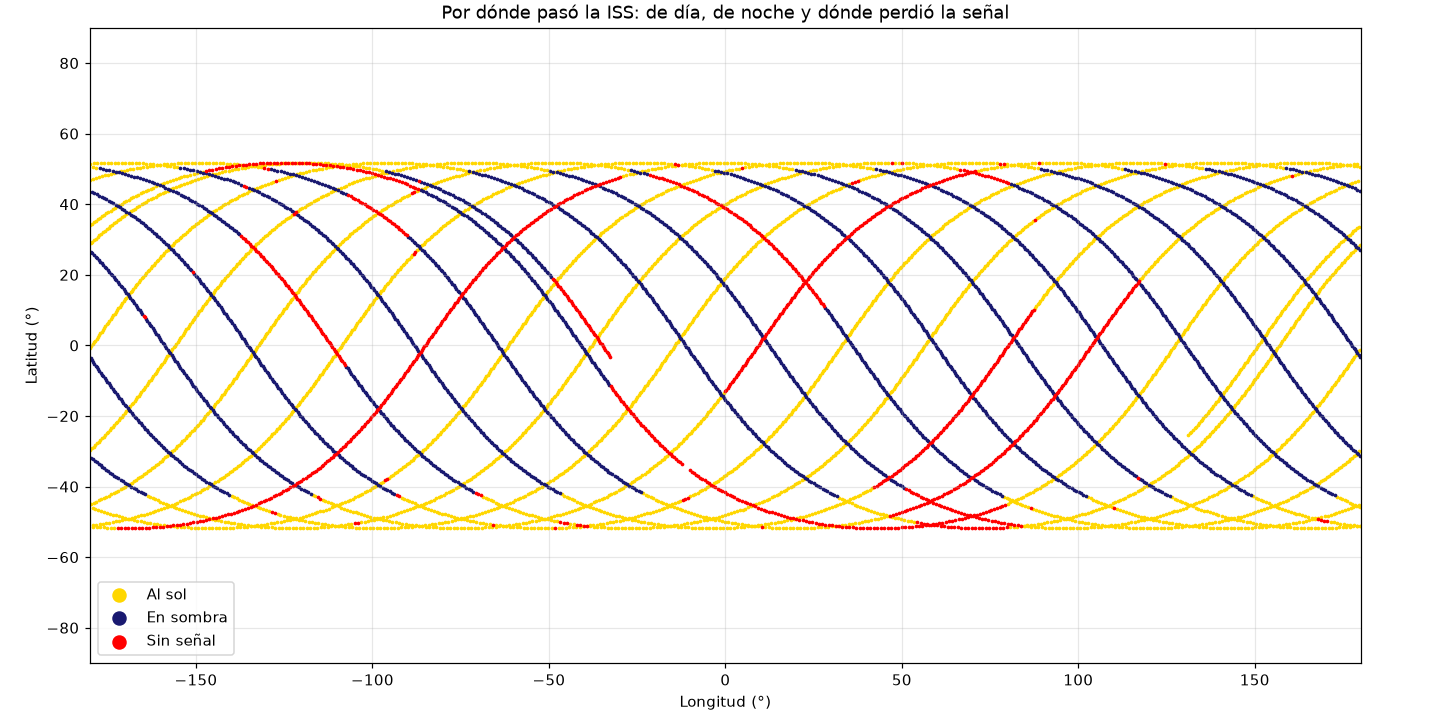 Por dónde pasó la ISS: de día, de noche y dónde perdió la señal
80
60
40
20
0
−20
−40
−60
−80
Latitud (°)
Al sol
En sombra
Sin señal
−150
−100
−50
0
50
100
150
Longitud (°)